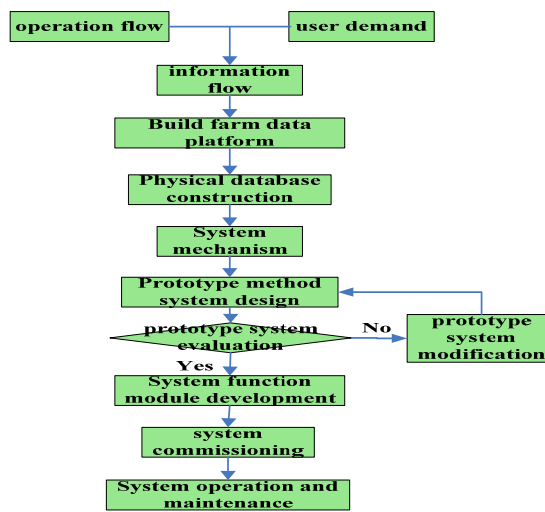 operation flow
user demand
information
flow
Build farm data
platform
Physical database
construction
System
mechanism
Prototype method
system design
prototype system
evaluation
No
prototype
system
modification
Yes
System function
module development
system
commissioning
System operation and
maintenance